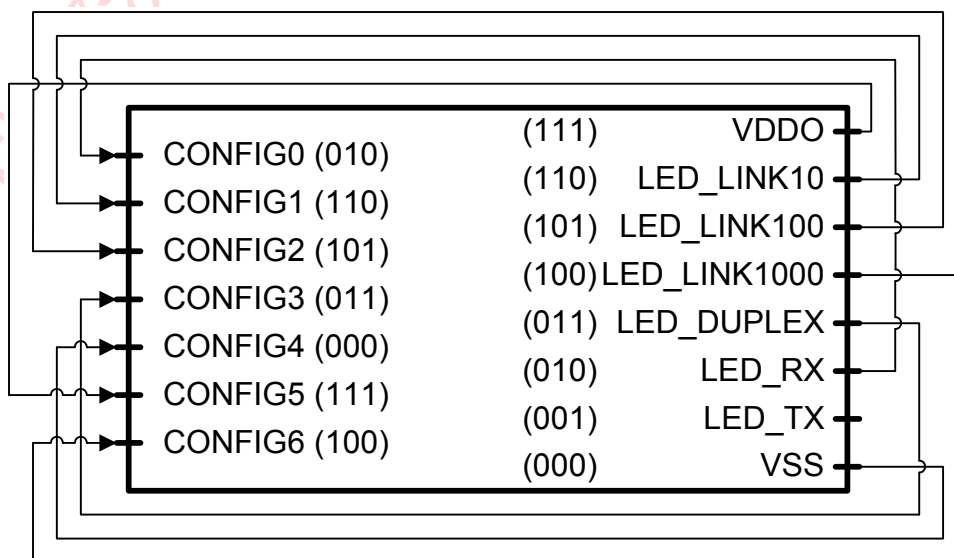 CONFIG0 (010)
CONFIG1 (110)
CONFIG2 (101)
CONFIG3 (011)
CONFIG4 (000)
CONFIG5 (111)
CONFIG6 (100)
(111) VDDO
(110) LED_LINK10
(101) LED_LINK100
(100) LED_LINK1000
(011) LED_DUPLEX
(010) LED_RX
(001) LED_TX
(000) VSS